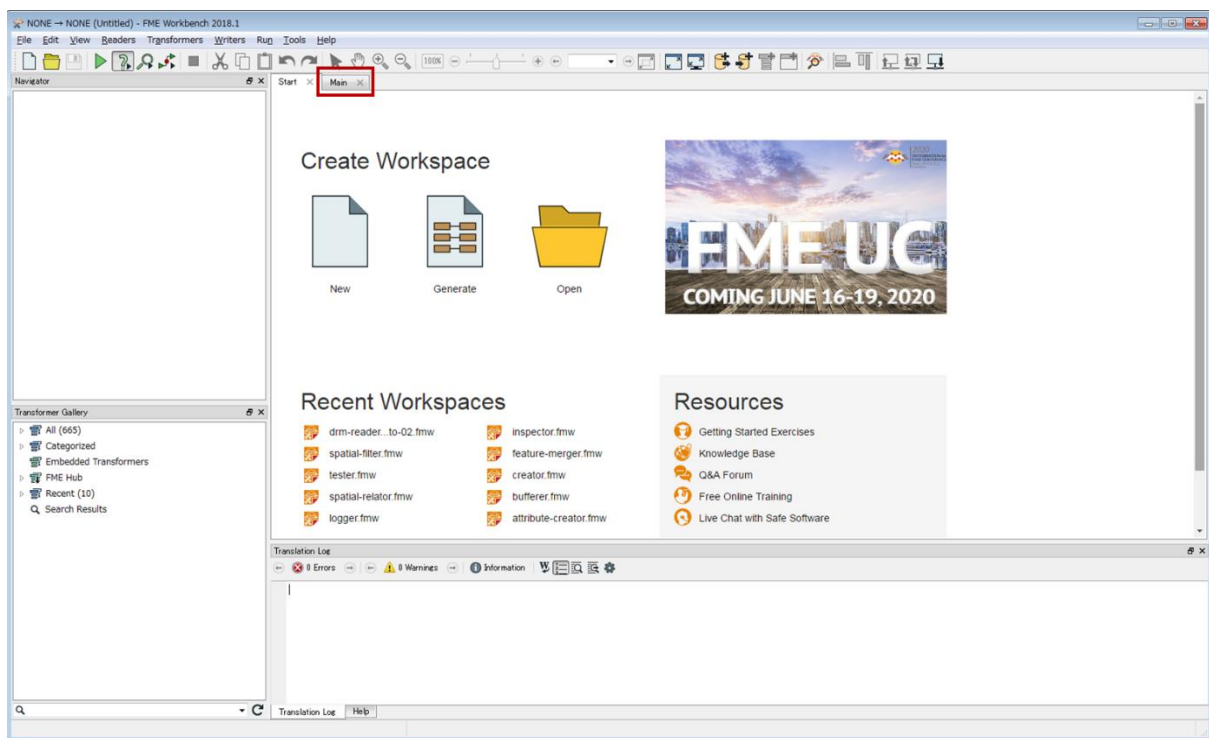 NONE → NONE (Untitled) - FME Workbench 2018.1
File Edit View Readers Transformers Writers Run Tools Help
100%
Navigator
Start Main
Create Workspace
New Generate Open
2020
FME UC
COMING JUNE 16-19, 2020
Transformer Gallery
All (665)
Categorized
Embedded Transformers
FME Hub
Recent (10)
Search Results
Recent Workspaces
drm-reader...to-02.fmw
spatial-filter.fmw
tester.fmw
spatial-relator.fmw
logger.fmw
inspector.fmw
feature-merger.fmw
creator.fmw
bufferer.fmw
attribute-creator.fmw
Resources
Getting Started Exercises
Knowledge Base
Q&A Forum
Free Online Training
Live Chat with Safe Software
Translation Log
0 Errors 0 Warnings Information
Translation Log Help